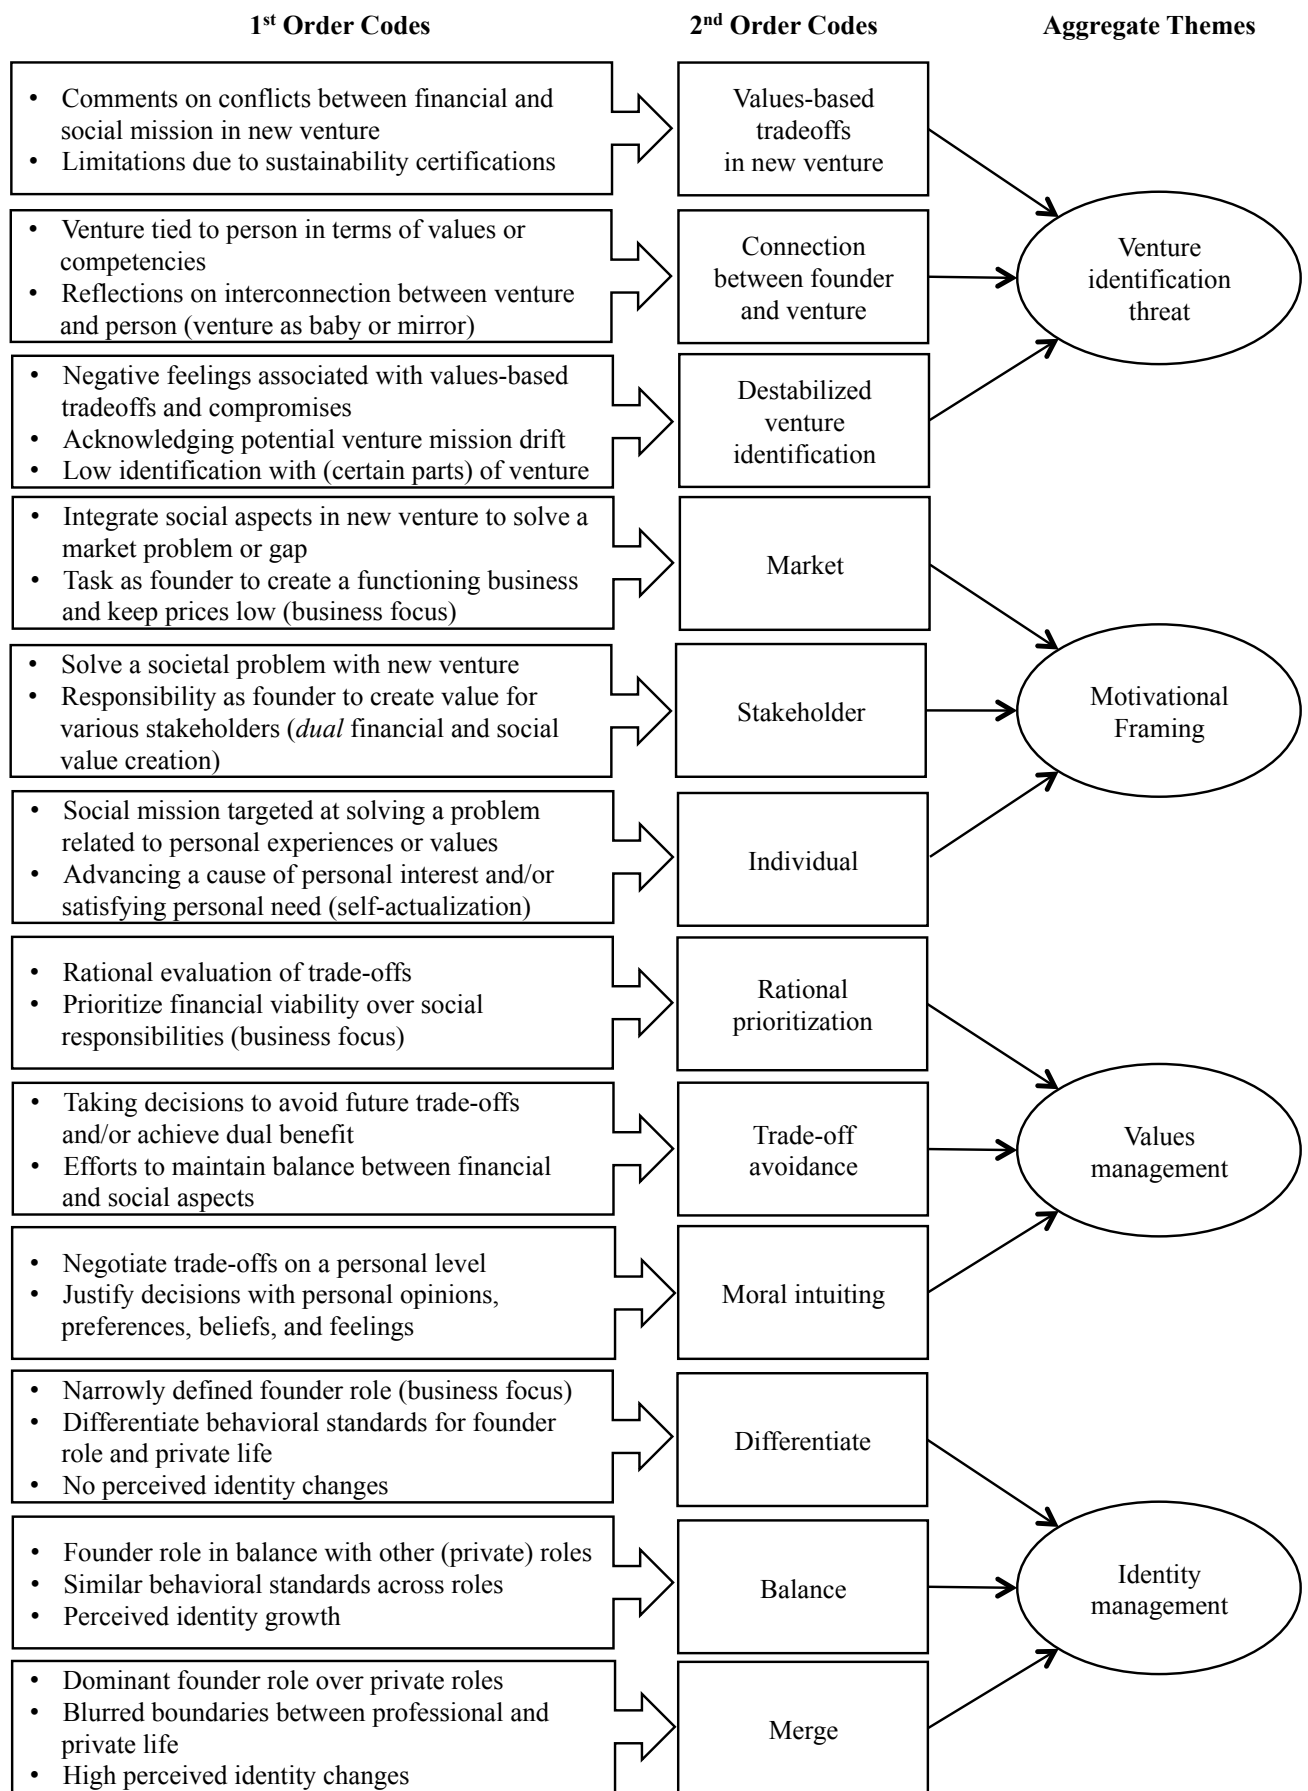 1st Order Codes
2nd Order Codes
Aggregate Themes
• Comments on conflicts between financial and
social mission in new venture
• Limitations due to sustainability certifications
Values-based
tradeoffs
in new venture
• Venture tied to person in terms of values or
competencies
• Reflections on interconnection between venture
and person (venture as baby or mirror)
Connection
between founder
and venture
Venture
identification
threat
• Negative feelings associated with values-based
tradeoffs and compromises
• Acknowledging potential venture mission drift
• Low identification with (certain parts) of venture
Destabilized
venture
identification
• Integrate social aspects in new venture to solve a
market problem or gap
• Task as founder to create a functioning business
and keep prices low (business focus)
Market
• Solve a societal problem with new venture
• Responsibility as founder to create value for
various stakeholders (dual financial and social
value creation)
Stakeholder
Motivational
Framing
• Social mission targeted at solving a problem
related to personal experiences or values
• Advancing a cause of personal interest and/or
satisfying personal need (self-actualization)
Individual
• Rational evaluation of trade-offs
• Prioritize financial viability over social
responsibilities (business focus)
Rational
prioritization
• Taking decisions to avoid future trade-offs
and/or achieve dual benefit
• Efforts to maintain balance between financial
and social aspects
Trade-off
avoidance
Values
management
• Negotiate trade-offs on a personal level
• Justify decisions with personal opinions,
preferences, beliefs, and feelings
Moral intuiting
• Narrowly defined founder role (business focus)
• Differentiate behavioral standards for founder
role and private life
• No perceived identity changes
Differentiate
• Founder role in balance with other (private) roles
• Similar behavioral standards across roles
• Perceived identity growth
Balance
Identity
management
• Dominant founder role over private roles
• Blurred boundaries between professional and
private life
• High perceived identity changes
Merge